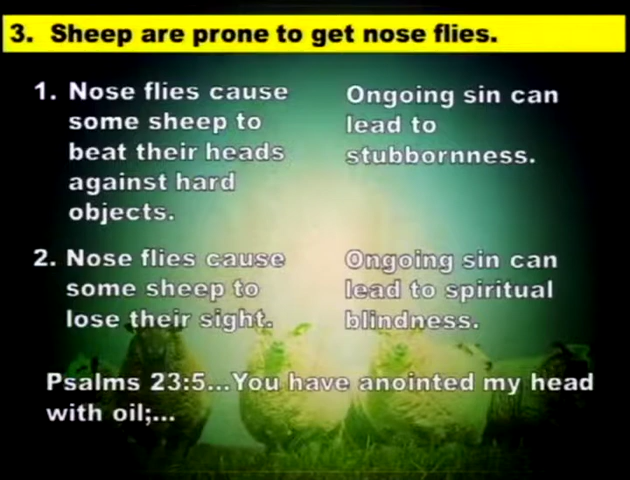 3. Sheep are prone to get nose flies.
1. Nose flies cause
some sheep to
beat their heads
against hard
objects.
Ongoing sin can
lead to
stubbornness.
2. Nose flies cause
some sheep to
lose their sight.
Ongoing sin can
lead to spiritual
blindness.
Psalms 23:5...You have anointed my head
with oil;...